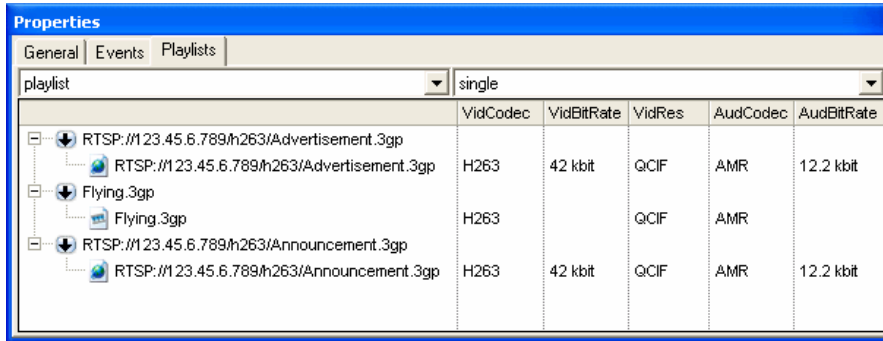 Properties
General Events Playlists
playlist single
VidCodec VidBitRate VidRes AudCodec AudBitRate
RTSP://123.45.6.789/h263/Advertisement.3gp
RTSP://123.45.6.789/h263/Advertisement.3gp H263 42 kbit QCIF AMR 12.2 kbit
Flying.3gp
Flying.3gp H263 QCIF AMR
RTSP://123.45.6.789/h263/Announcement.3gp
RTSP://123.45.6.789/h263/Announcement.3gp H263 42 kbit QCIF AMR 12.2 kbit